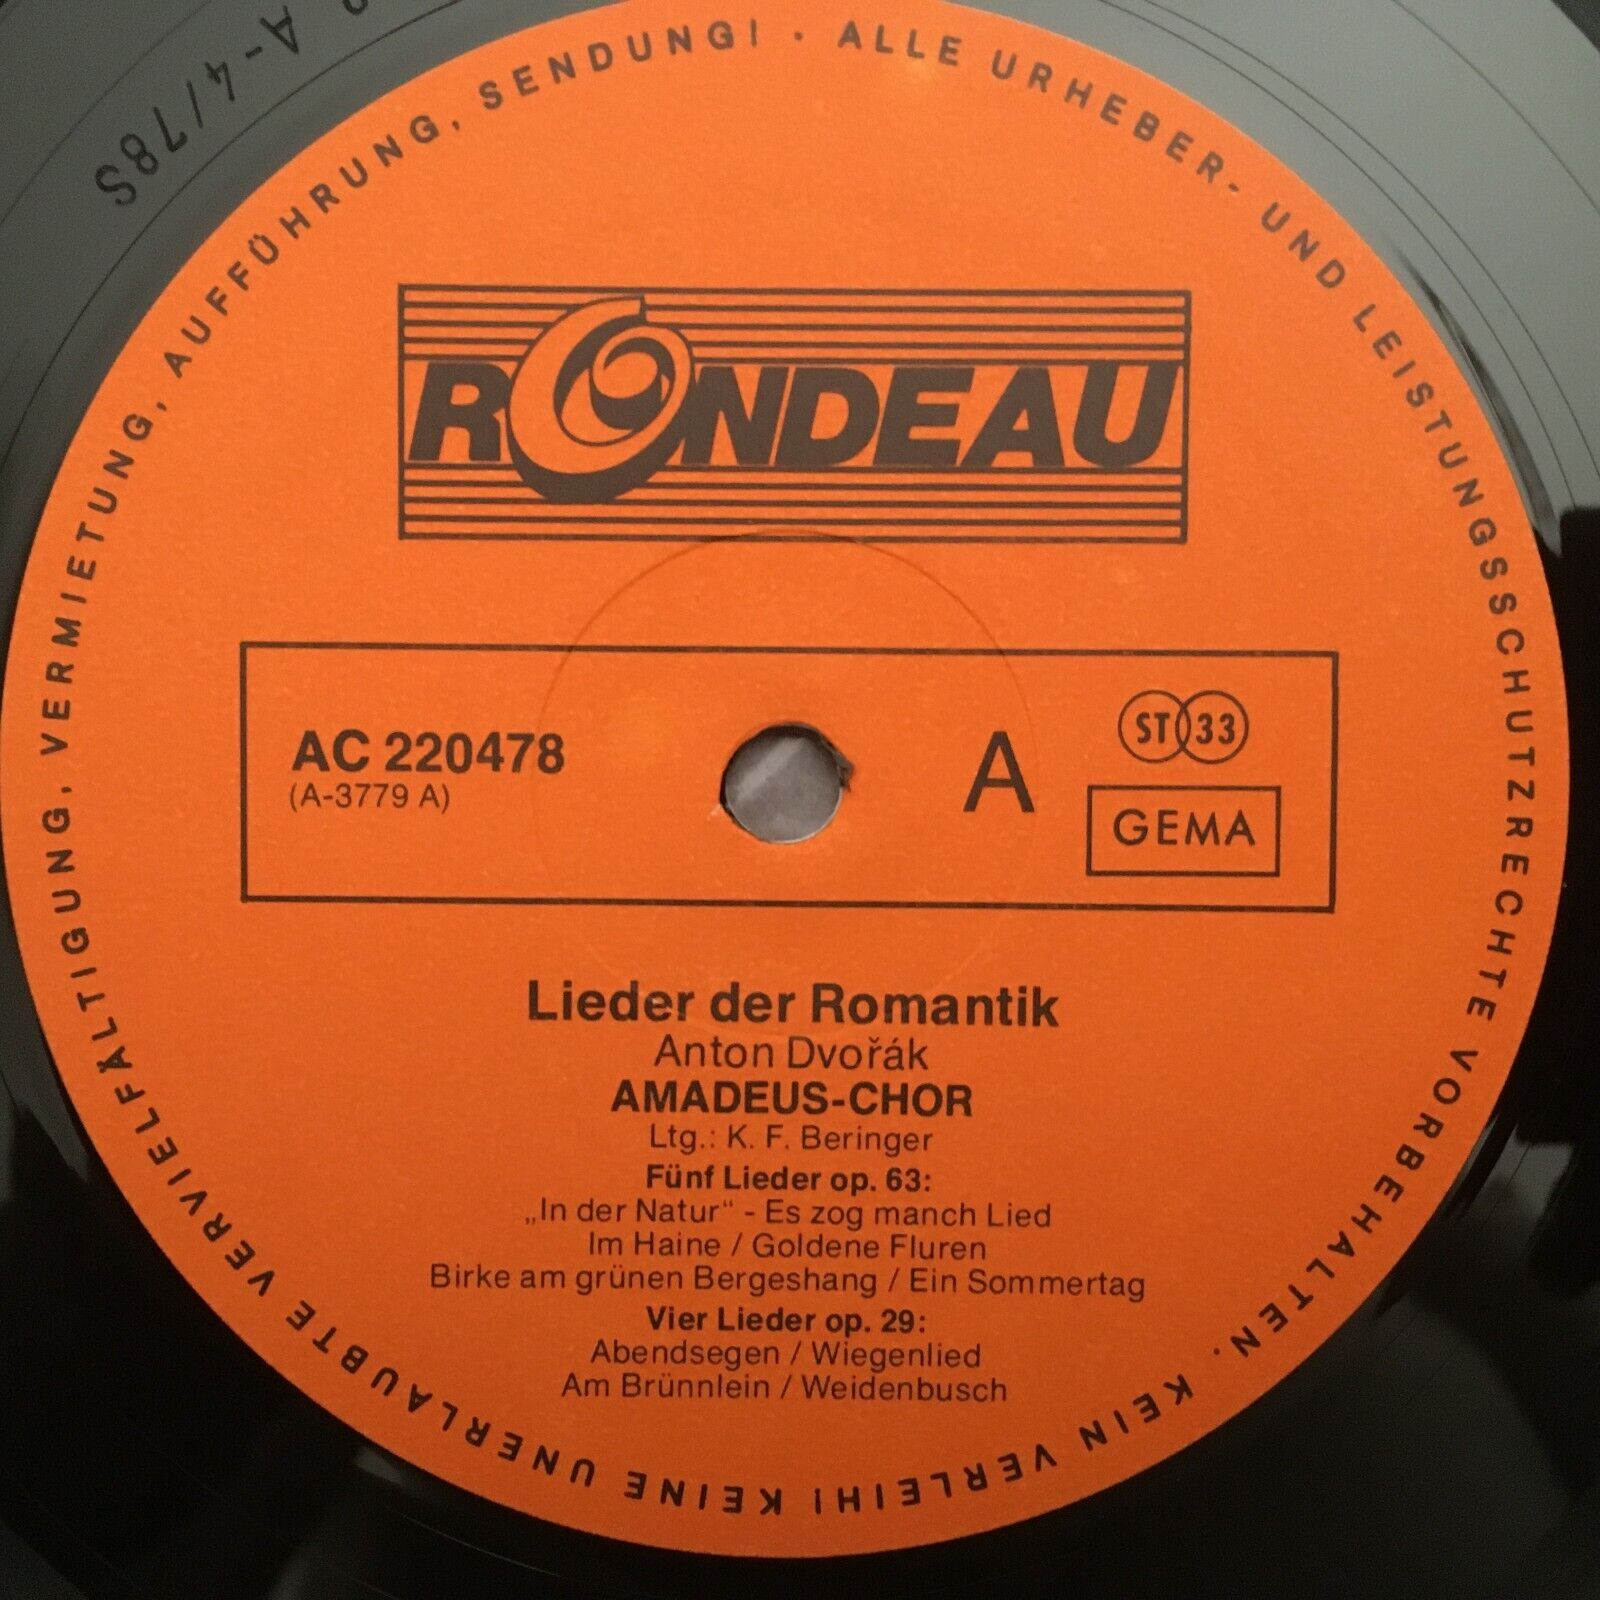 A-4/78S
ALLE URHEBER- UND LEISTUNGSSCHUTZRECHTE VORBEHALTEN. KEIN VERLEIH! KEINE UNERLAUBTE VERVIELFÄLTIGUNG, VERMIETUNG, AUFFÜHRUNG, SENDUNG! ·
RONDEAU
AC 220478
(A-3779 A)
A
ST 33
GEMA
Lieder der Romantik
Anton Dvořák
AMADEUS-CHOR
Ltg.: K. F. Beringer
Fünf Lieder op. 63:
„In der Natur“ - Es zog manch Lied
Im Haine / Goldene Fluren
Birke am grünen Bergeshang / Ein Sommertag
Vier Lieder op. 29:
Abendsegen / Wiegenlied
Am Brünnlein / Weidenbusch